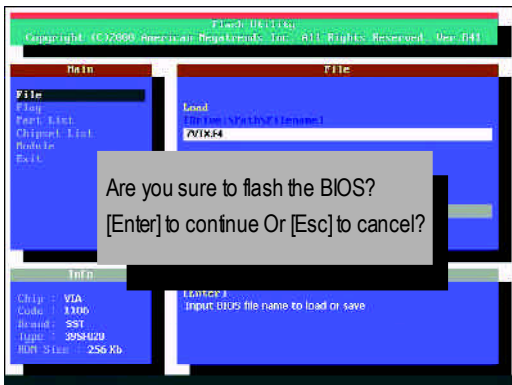 Flash Utility
Copyright (C)2000 American Megatrends Inc. All Rights Reserved. Ver.841
Main
File
File
Flag
Part List
Chipset List
Module
Exit
Load
[Drive:\Path\Filename]
7VTX.F4
Are you sure to flash the BIOS?
[Enter] to continue Or [Esc] to cancel?
Info
Chip : VIA
Code : 1106
Brand: SST
Type : 39SF020
ROM Size : 256 Kb
[Enter]
Input BIOS file name to load or save